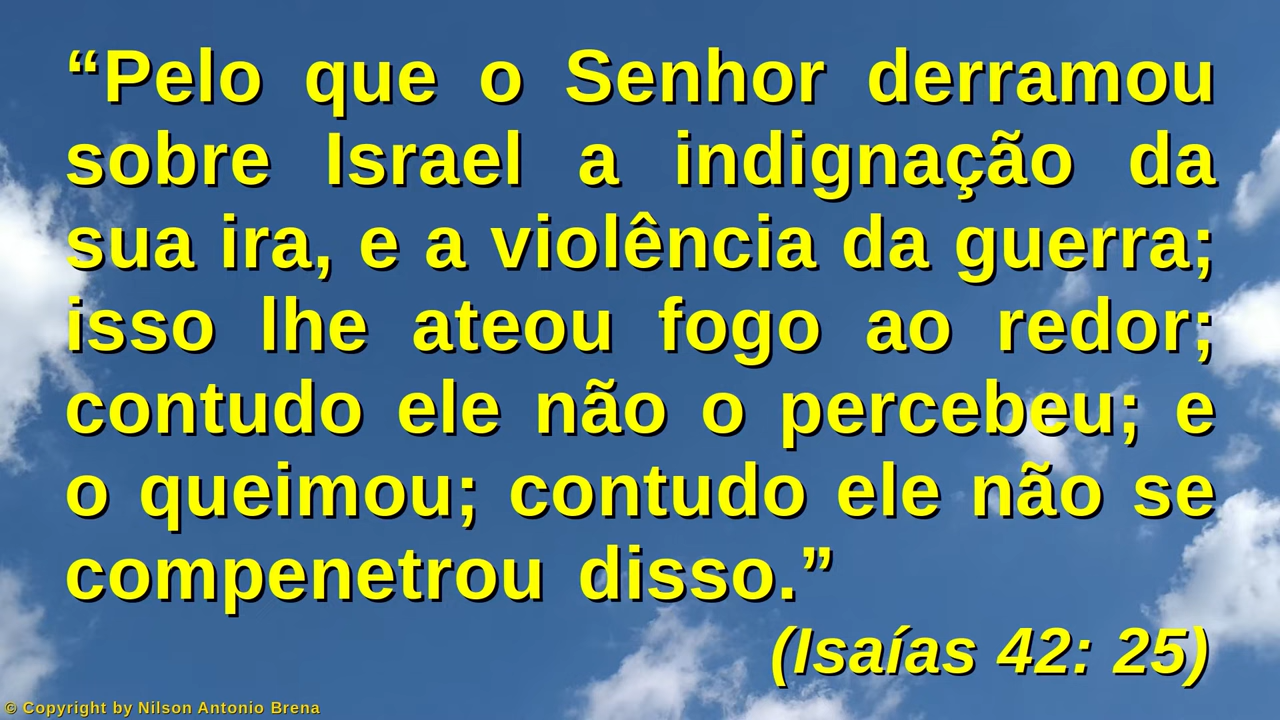 “Pelo que o Senhor derramou
sobre Israel a indignação da
sua ira, e a violência da guerra;
isso lhe ateou fogo ao redor;
contudo ele não o percebeu; e
o queimou; contudo ele não se
compenetrou disso.”
(Isaías 42: 25)
© Copyright by Nilson Antonio Brena